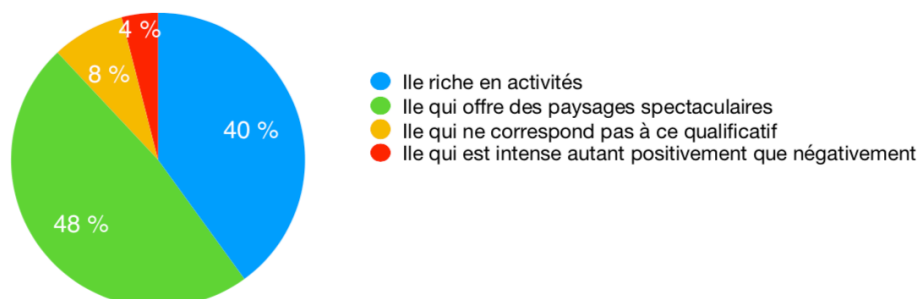 4 %
8 %
40 %
48 %
Ile riche en activités
Ile qui offre des paysages spectaculaires
Ile qui ne correspond pas à ce qualificatif
Ile qui est intense autant positivement que négativement